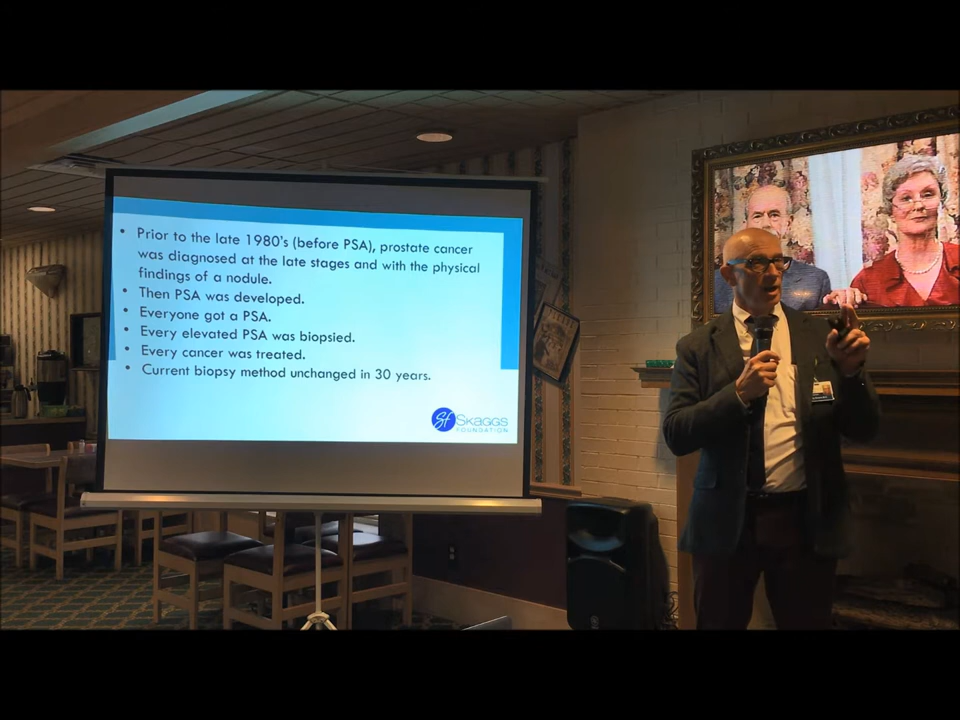 • Prior to the late 1980's (before PSA), prostate cancer
was diagnosed at the late stages and with the physical
findings of a nodule.
• Then PSA was developed.
• Everyone got a PSA.
• Every elevated PSA was biopsied.
• Every cancer was treated.
• Current biopsy method unchanged in 30 years.
Sf Skaggs
FOUNDATION